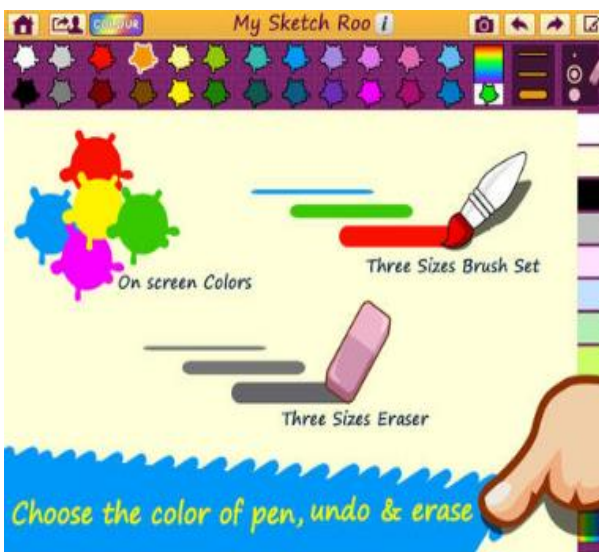 COLOUR
My Sketch Roo i
Three Sizes Brush Set
On screen Colors
Three Sizes Eraser
Choose the color of pen, undo & erase